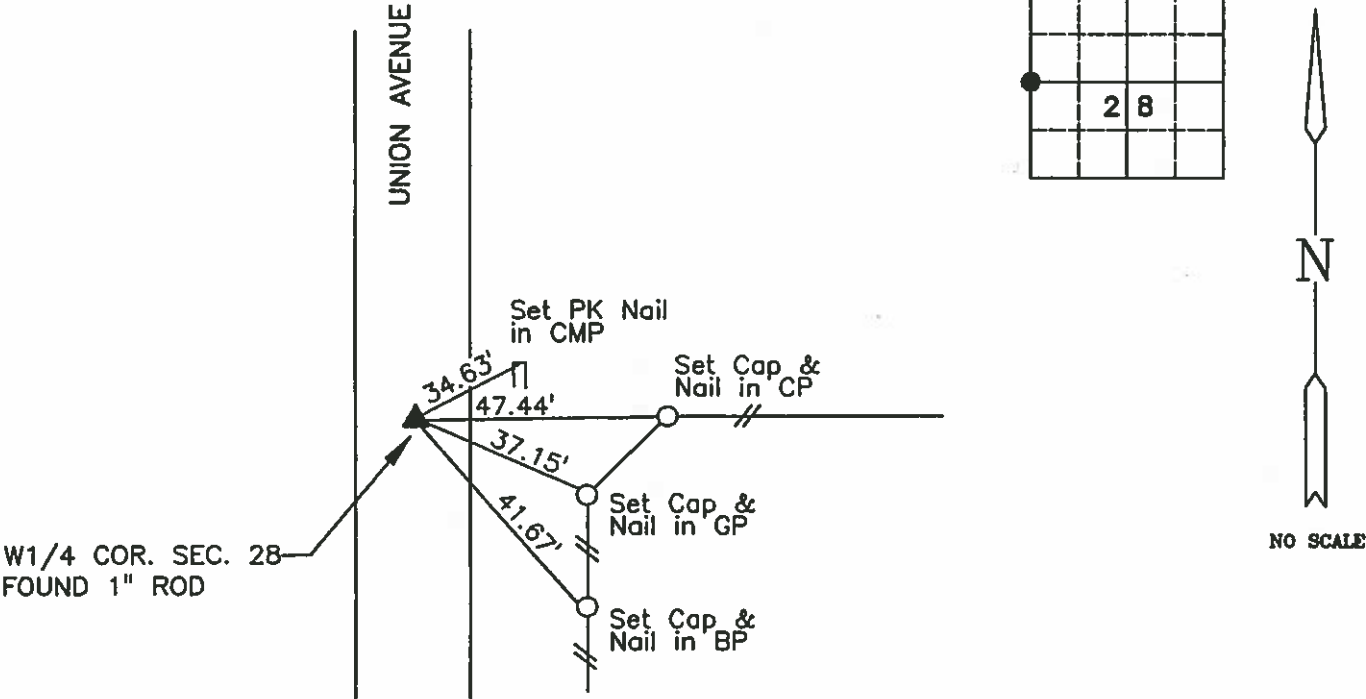 UNION AVENUE
2 8
N
NO SCALE
Set PK Nail
in CMP
34.63'
Set Cap &
Nail in CP
47.44'
37.15'
Set Cap &
Nail in GP
41.67'
W1/4 COR. SEC. 28
FOUND 1" ROD
Set Cap &
Nail in BP